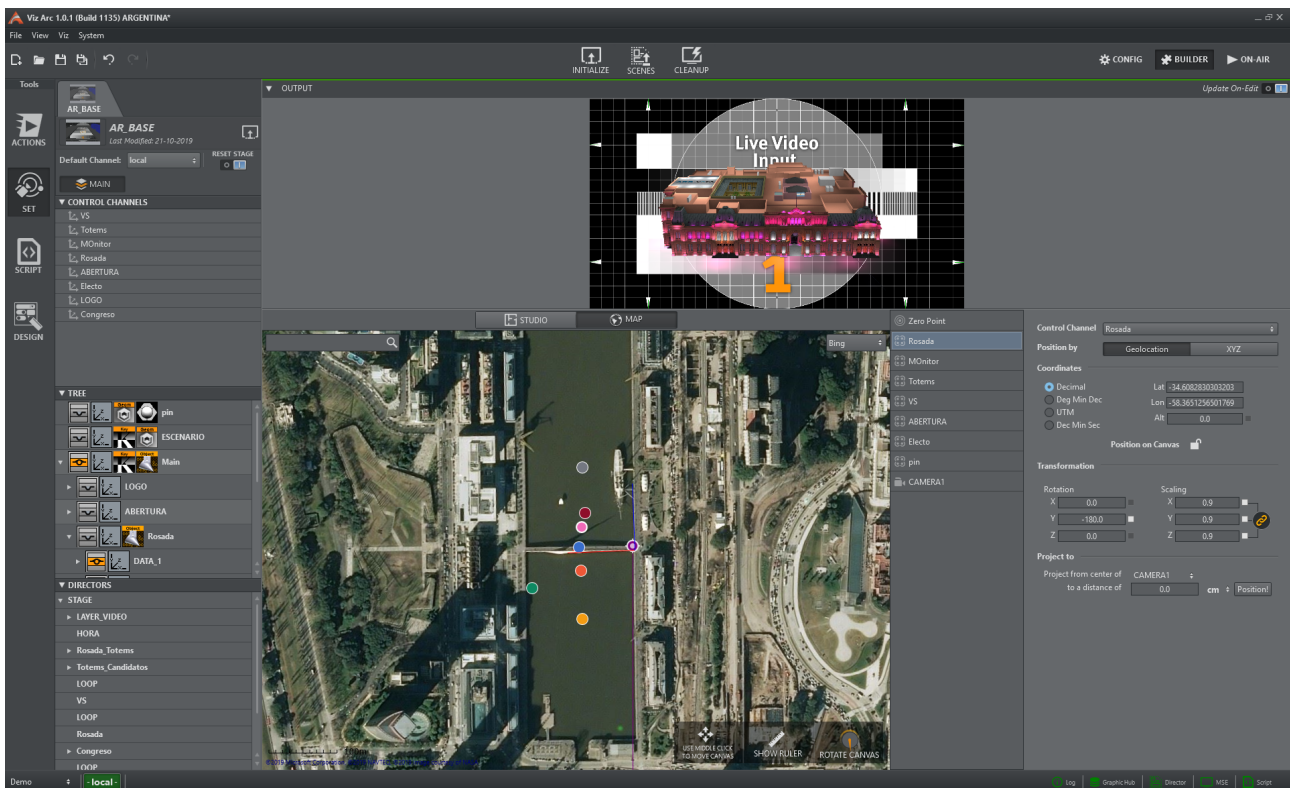 Viz Arc 1.0.1 (Build 1135) ARGENTINA*
File View Viz System
INITIALIZE SCENES CLEANUP
CONFIG BUILDER ON-AIR
Tools
ACTIONS
SET
SCRIPT
DESIGN
AR_BASE
AR_BASE
Last Modified: 21-10-2019
Default Channel: local
RESET STAGE
MAIN
CONTROL CHANNELS
VS
Totems
MOnitor
Rosada
ABERTURA
Electo
LOGO
Congreso
TREE
pin
ESCENARIO
Main
LOGO
ABERTURA
Rosada
DATA_1
DIRECTORS
STAGE
LAYER_VIDEO
HORA
Rosada_Totems
Totems_Candidatos
LOOP
VS
LOOP
Rosada
Congreso
LOOP
OUTPUT
Update On-Edit
Live Video
Input
1
STUDIO MAP
Bing
USE MIDDLE CLICK
TO MOVE CANVAS
SHOW RULER
ROTATE CANVAS
Zero Point
Rosada
MOnitor
Totems
VS
ABERTURA
Electo
pin
CAMERA1
Control Channel Rosada
Position by Geolocation XYZ
Coordinates
Decimal
Deg Min Dec
UTM
Dec Min Sec
Lat -34.6082830303203
Lon -58.3651256501769
Alt 0.0
Position on Canvas
Transformation
Rotation Scaling
X 0.0 X 0.9
Y -180.0 Y 0.9
Z 0.0 Z 0.9
Project to
Project from center of CAMERA1
to a distance of 0.0 cm Position!
Demo -local-
Log Graphic Hub Director MSE Script